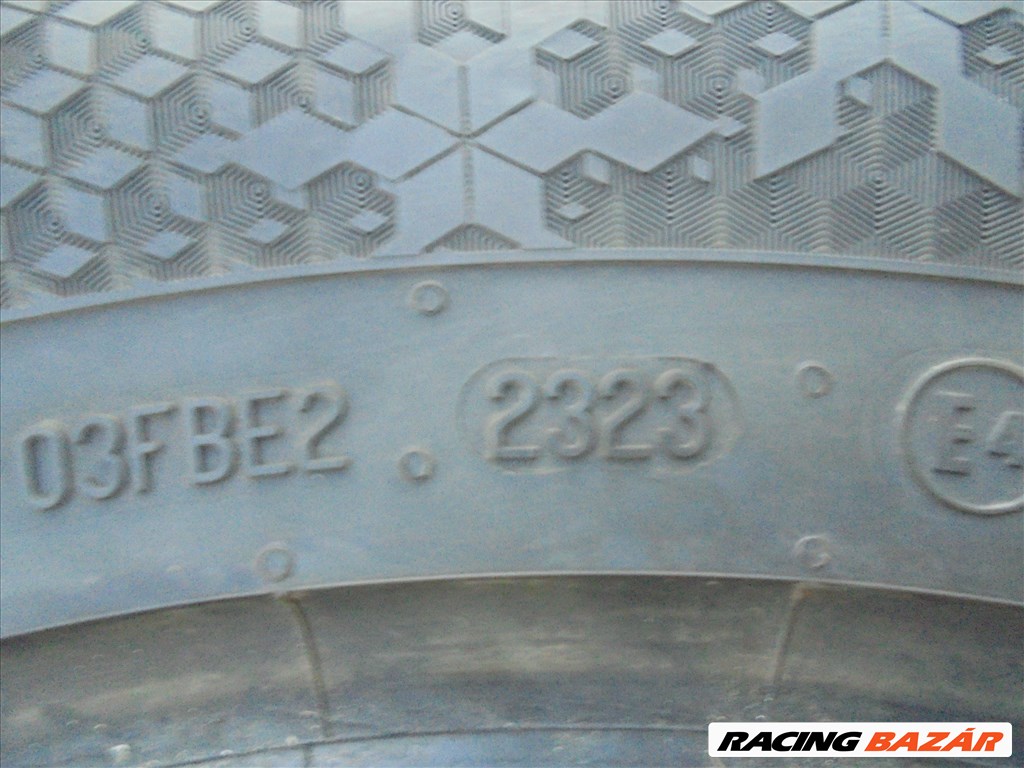 03FBE2 2323 E4
RACING BAZÁR